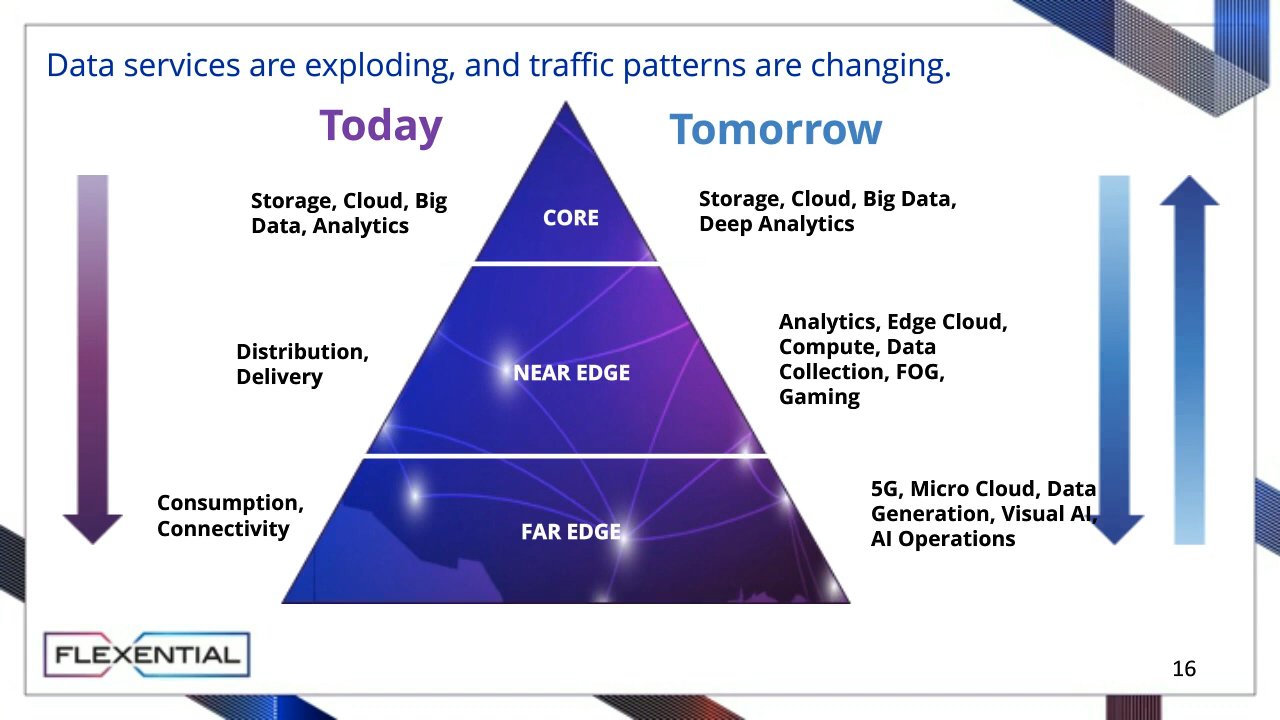 Data services are exploding, and traffic patterns are changing.
Today
Tomorrow
Storage, Cloud, Big
Data, Analytics
CORE
Storage, Cloud, Big Data,
Deep Analytics
Distribution,
Delivery
NEAR EDGE
Analytics, Edge Cloud,
Compute, Data
Collection, FOG,
Gaming
Consumption,
Connectivity
FAR EDGE
5G, Micro Cloud, Data
Generation, Visual AI,
AI Operations
FLEXENTIAL
16